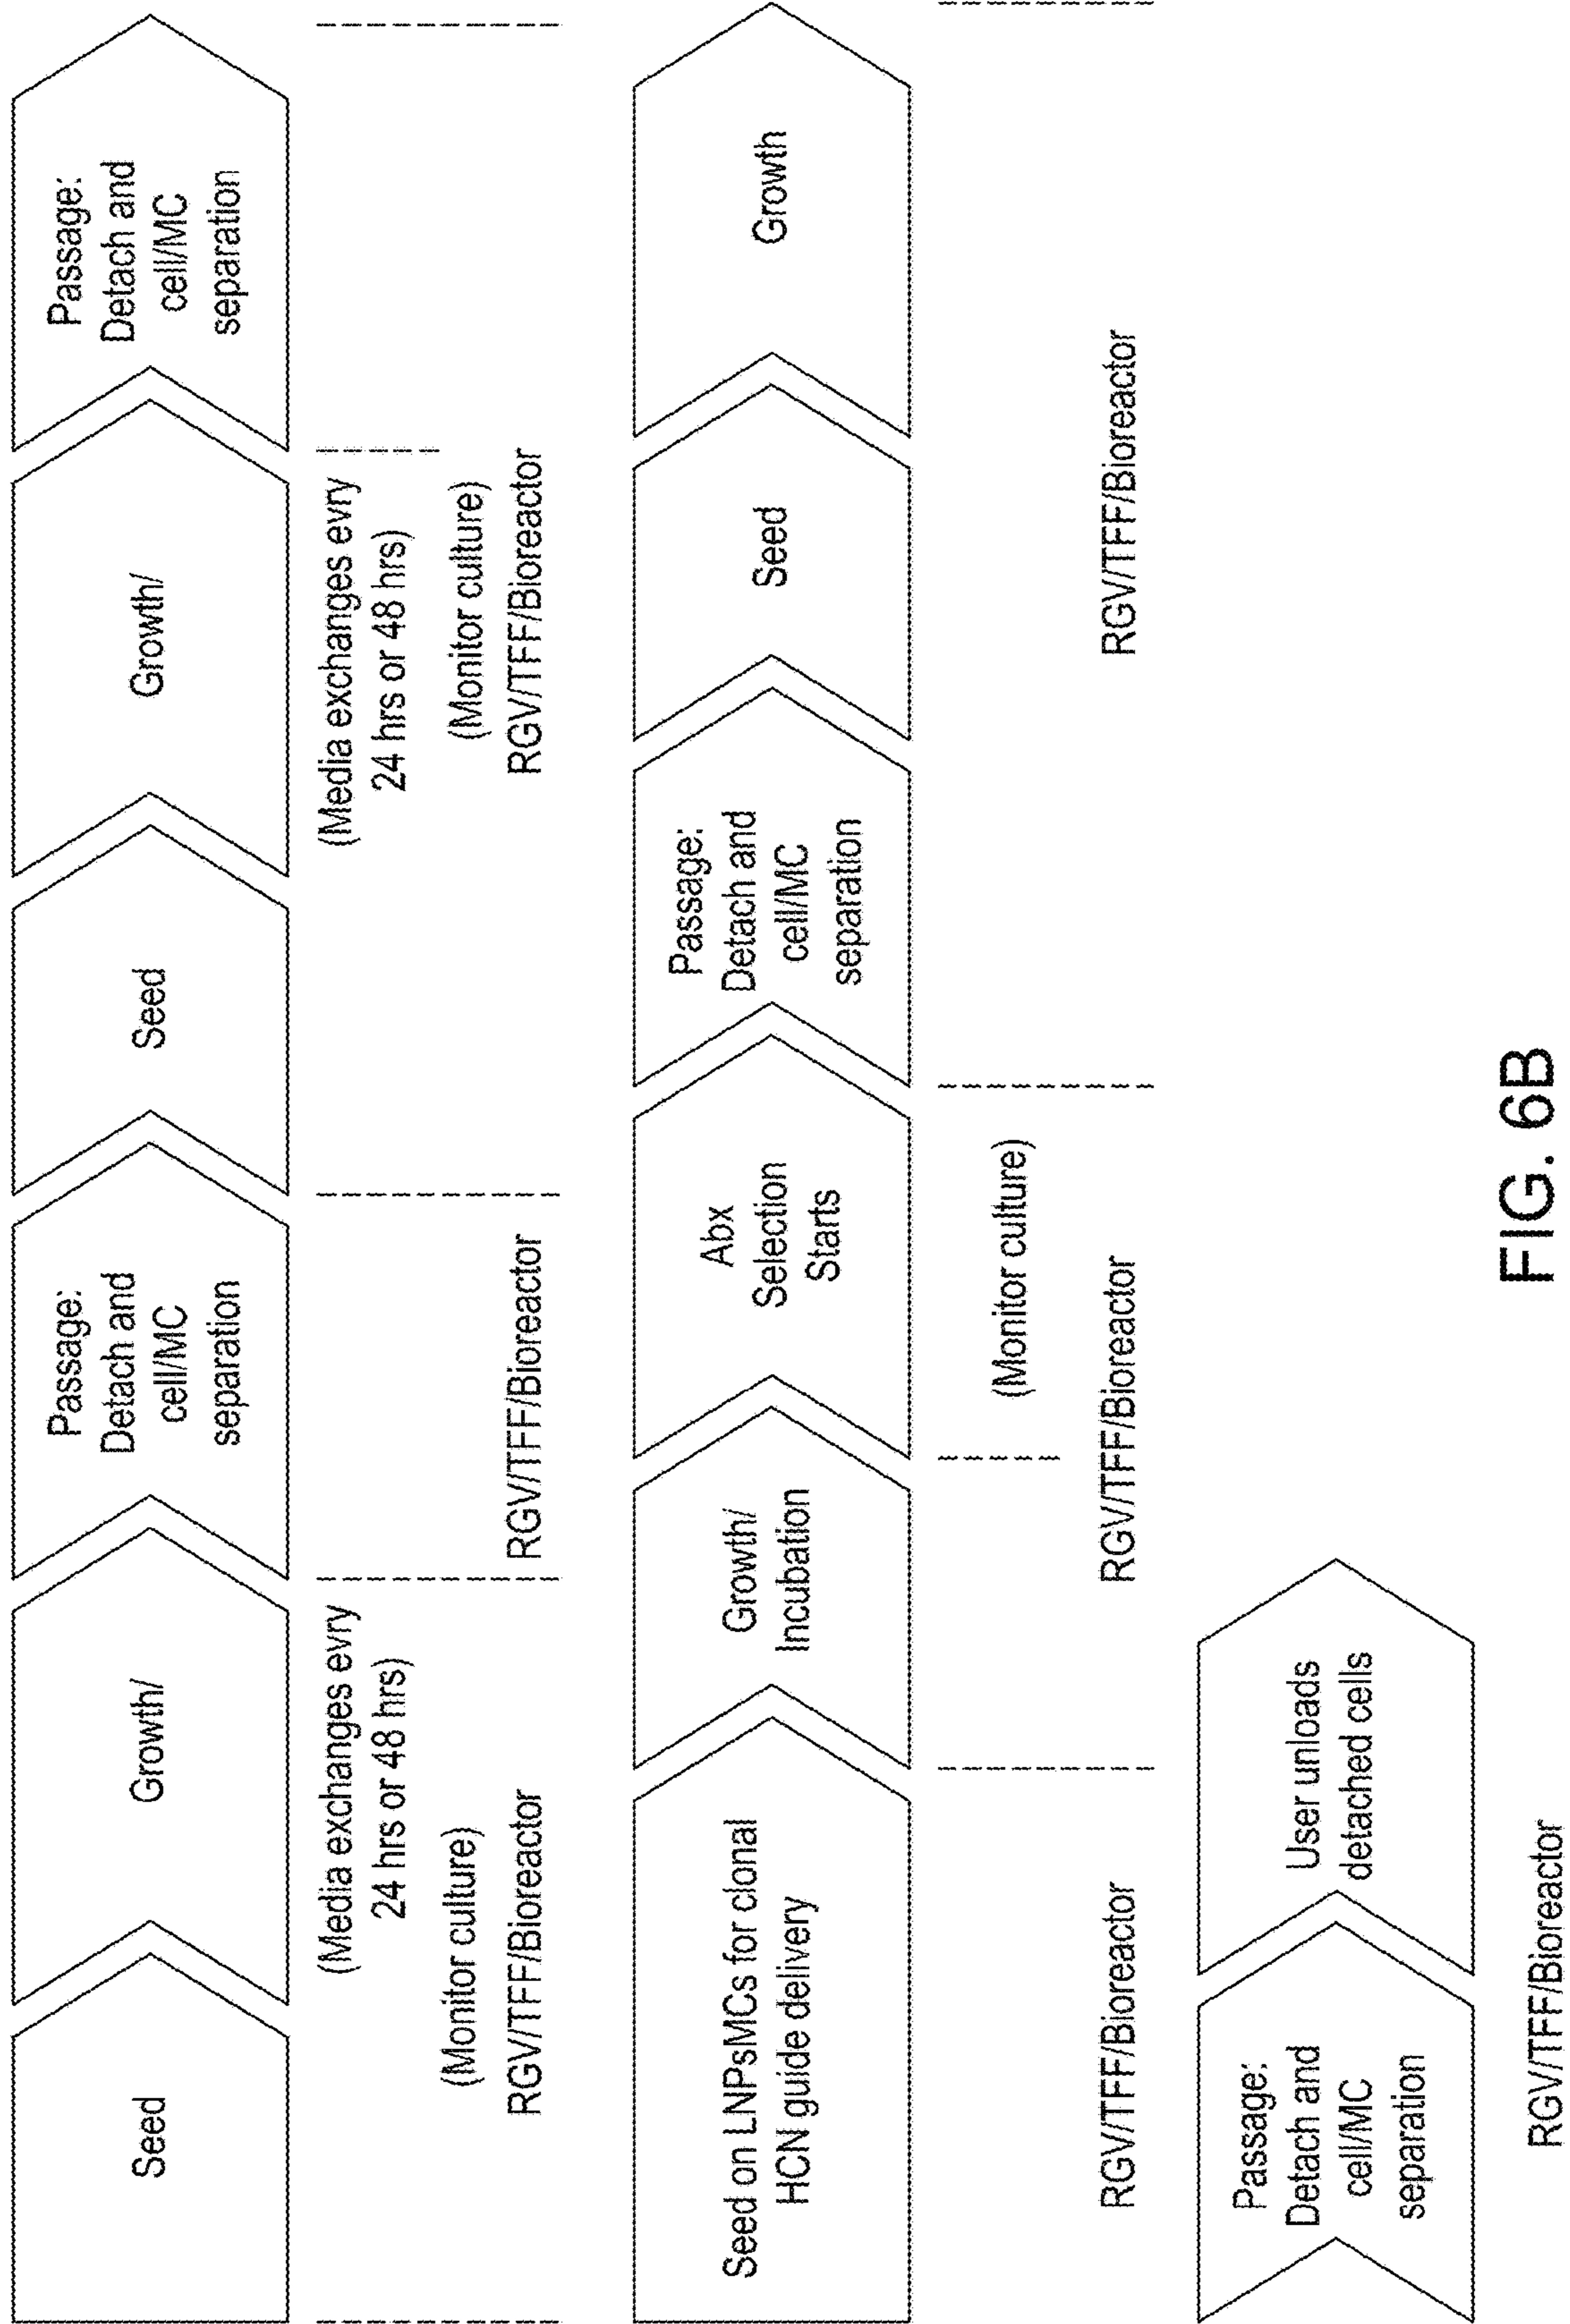 Seed
Growth/
Passage:
Detach and
cell/MC
separation
Seed
Growth/
Passage:
Detach and
cell/MC
separation
(Media exchanges evry
24 hrs or 48 hrs)
(Monitor culture)
RGV/TFF/Bioreactor
RGV/TFF/Bioreactor
(Media exchanges evry
24 hrs or 48 hrs)
(Monitor culture)
RGV/TFF/Bioreactor
Seed on LNPsMCs for clonal
HCN guide delivery
Growth/
Incubation
Abx
Selection
Starts
Passage:
Detach and
cell/MC
separation
Seed
Growth
RGV/TFF/Bioreactor
(Monitor culture)
RGV/TFF/Bioreactor
RGV/TFF/Bioreactor
Passage:
Detach and
cell/MC
separation
User unloads
detached cells
RGV/TFF/Bioreactor
FIG. 6B